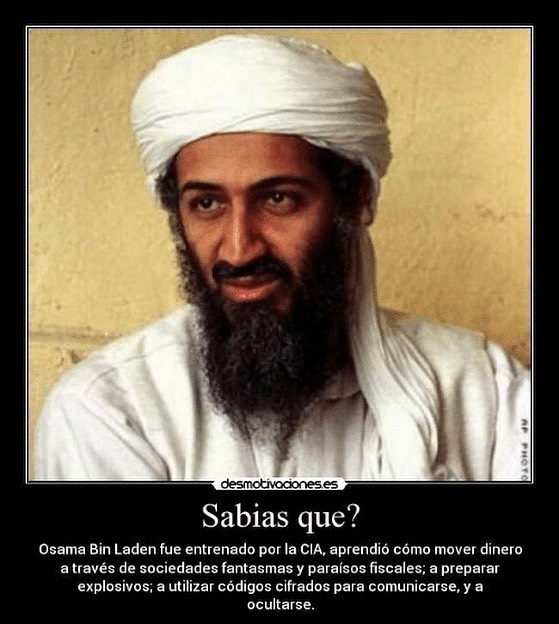 AP PHOTO
desmotivaciones.es
Sabias que?
Osama Bin Laden fue entrenado por la CIA, aprendió cómo mover dinero
a través de sociedades fantasmas y paraísos fiscales; a preparar
explosivos; a utilizar códigos cifrados para comunicarse, y a
ocultarse.